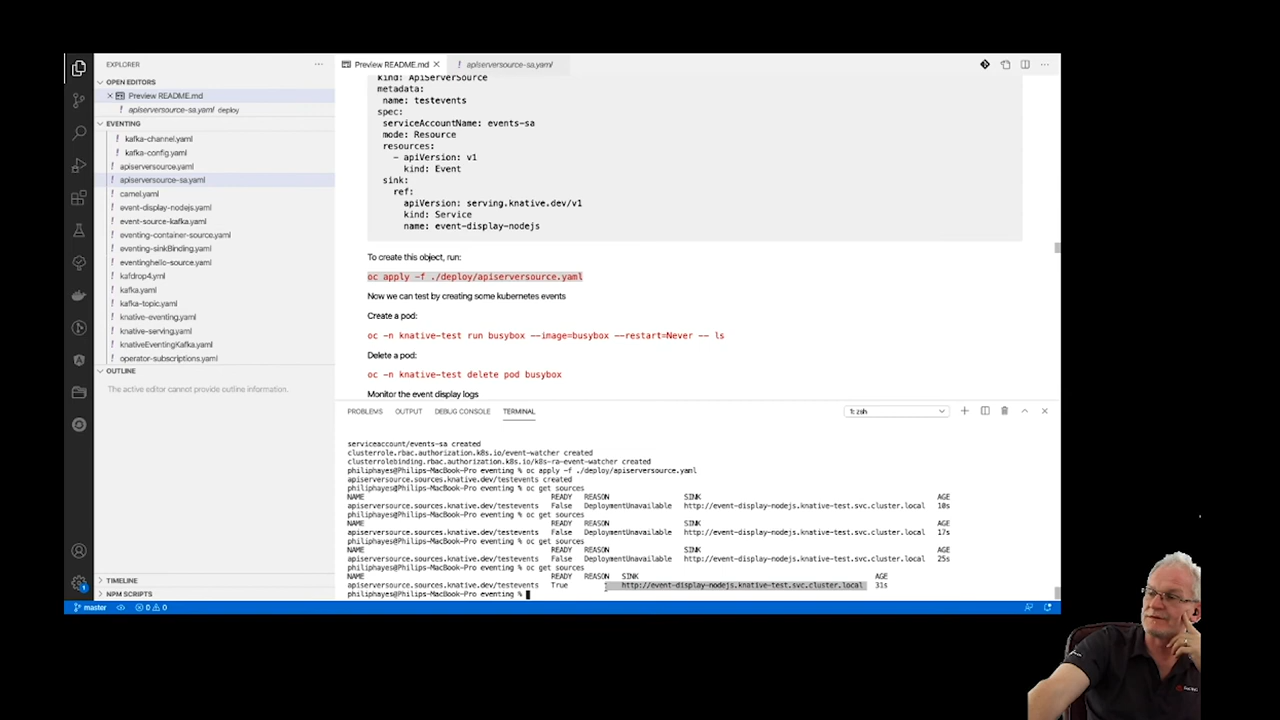 EXPLORER
OPEN EDITORS
Preview README.md
apiserversource-sa.yaml deploy
EVENTING
kafka-channel.yaml
kafka-config.yaml
apiserversource.yaml
apiserversource-sa.yaml
camel.yaml
event-display-nodejs.yaml
event-source-kafka.yaml
eventing-container-source.yaml
eventing-sinkBinding.yaml
eventinghello-source.yaml
kafdrop4.yml
kafka.yaml
kafka-topic.yaml
knative-eventing.yaml
knative-serving.yaml
knativeEventingKafka.yaml
operator-subscriptions.yaml
OUTLINE
The active editor cannot provide outline information.
TIMELINE
NPM SCRIPTS
Preview README.md apiserversource-sa.yaml
kind: ApiServerSource
metadata:
name: testevents
spec:
serviceAccountName: events-sa
mode: Resource
resources:
- apiVersion: v1
kind: Event
sink:
ref:
apiVersion: serving.knative.dev/v1
kind: Service
name: event-display-nodejs
To create this object, run:
oc apply -f ./deploy/apiserversource.yaml
Now we can test by creating some kubernetes events
Create a pod:
oc -n knative-test run busybox --image=busybox --restart=Never -- ls
Delete a pod:
oc -n knative-test delete pod busybox
Monitor the event display logs
PROBLEMS OUTPUT DEBUG CONSOLE TERMINAL 1: zsh
serviceaccount/events-sa created
clusterrole.rbac.authorization.k8s.io/event-watcher created
clusterrolebinding.rbac.authorization.k8s.io/k8s-ra-event-watcher created
philiphayes@Philips-MacBook-Pro eventing % oc apply -f ./deploy/apiserversource.yaml
apiserversource.sources.knative.dev/testevents created
philiphayes@Philips-MacBook-Pro eventing % oc get sources
NAME READY REASON SINK AGE
apiserversource.sources.knative.dev/testevents False DeploymentUnavailable http://event-display-nodejs.knative-test.svc.cluster.local 10s
philiphayes@Philips-MacBook-Pro eventing % oc get sources
NAME READY REASON SINK AGE
apiserversource.sources.knative.dev/testevents False DeploymentUnavailable http://event-display-nodejs.knative-test.svc.cluster.local 17s
philiphayes@Philips-MacBook-Pro eventing % oc get sources
NAME READY REASON SINK AGE
apiserversource.sources.knative.dev/testevents False DeploymentUnavailable http://event-display-nodejs.knative-test.svc.cluster.local 25s
philiphayes@Philips-MacBook-Pro eventing % oc get sources
NAME READY REASON SINK AGE
apiserversource.sources.knative.dev/testevents True http://event-display-nodejs.knative-test.svc.cluster.local 31s
philiphayes@Philips-MacBook-Pro eventing %
master 0 0